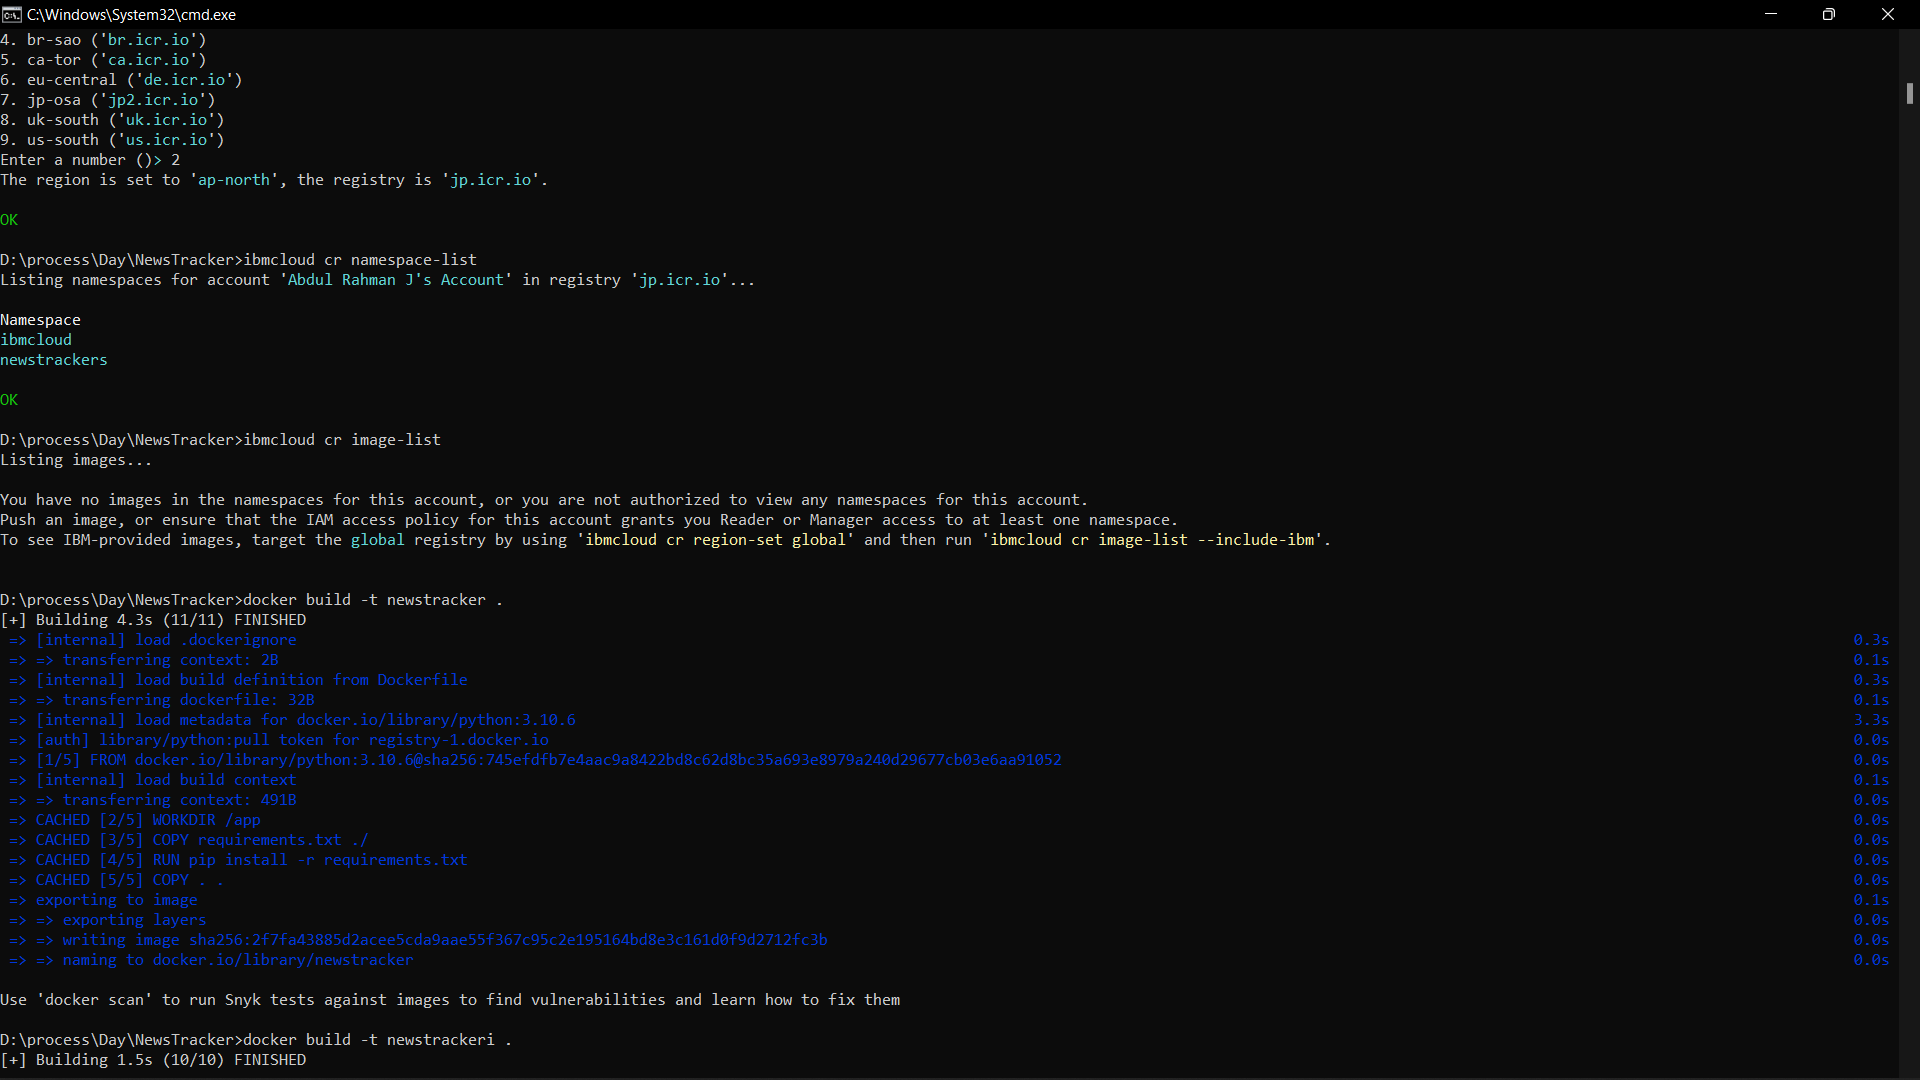 C:\Windows\System32\cmd.exe
4. br-sao ('br.icr.io')
5. ca-tor ('ca.icr.io')
6. eu-central ('de.icr.io')
7. jp-osa ('jp2.icr.io')
8. uk-south ('uk.icr.io')
9. us-south ('us.icr.io')
Enter a number ()> 2
The region is set to 'ap-north', the registry is 'jp.icr.io'.
OK
D:\process\Day\NewsTracker>ibmcloud cr namespace-list
Listing namespaces for account 'Abdul Rahman J's Account' in registry 'jp.icr.io'...
Namespace
ibmcloud
newstrackers
OK
D:\process\Day\NewsTracker>ibmcloud cr image-list
Listing images...
You have no images in the namespaces for this account, or you are not authorized to view any namespaces for this account.
Push an image, or ensure that the IAM access policy for this account grants you Reader or Manager access to at least one namespace.
To see IBM-provided images, target the global registry by using 'ibmcloud cr region-set global' and then run 'ibmcloud cr image-list --include-ibm'.
D:\process\Day\NewsTracker>docker build -t newstracker .
[+] Building 4.3s (11/11) FINISHED
=> [internal] load .dockerignore 0.3s
=> => transferring context: 2B 0.1s
=> [internal] load build definition from Dockerfile 0.3s
=> => transferring dockerfile: 32B 0.1s
=> [internal] load metadata for docker.io/library/python:3.10.6 3.3s
=> [auth] library/python:pull token for registry-1.docker.io 0.0s
=> [1/5] FROM docker.io/library/python:3.10.6@sha256:745efdfb7e4aac9a8422bd8c62d8bc35a693e8979a240d29677cb03e6aa91052 0.0s
=> [internal] load build context 0.1s
=> => transferring context: 491B 0.0s
=> CACHED [2/5] WORKDIR /app 0.0s
=> CACHED [3/5] COPY requirements.txt ./ 0.0s
=> CACHED [4/5] RUN pip install -r requirements.txt 0.0s
=> CACHED [5/5] COPY . . 0.0s
=> exporting to image 0.1s
=> => exporting layers 0.0s
=> => writing image sha256:2f7fa43885d2acee5cda9aae55f367c95c2e195164bd8e3c161d0f9d2712fc3b 0.0s
=> => naming to docker.io/library/newstracker 0.0s
Use 'docker scan' to run Snyk tests against images to find vulnerabilities and learn how to fix them
D:\process\Day\NewsTracker>docker build -t newstrackeri .
[+] Building 1.5s (10/10) FINISHED